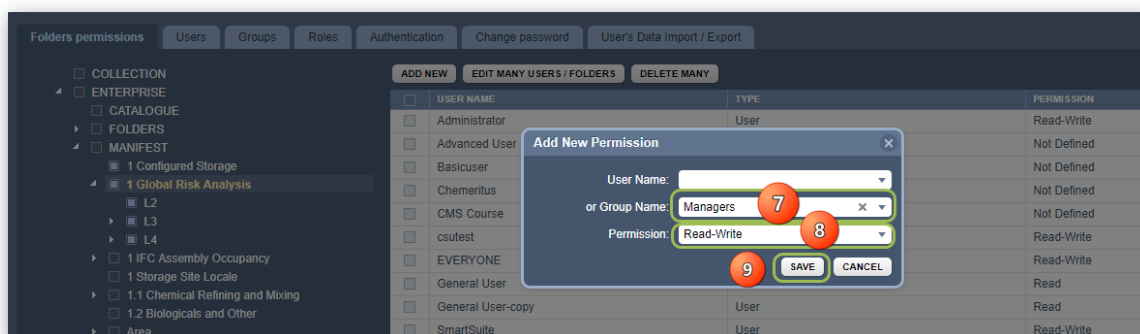 Folders permissions Users Groups Roles Authentication Change password User's Data Import / Export
COLLECTION
ENTERPRISE
CATALOGUE
FOLDERS
MANIFEST
1 Configured Storage
1 Global Risk Analysis
L2
L3
L4
1 IFC Assembly Occupancy
1 Storage Site Locale
1.1 Chemical Refining and Mixing
1.2 Biologicals and Other
Area
ADD NEW EDIT MANY USERS / FOLDERS DELETE MANY
USER NAME TYPE PERMISSION
Administrator User Read-Write
Advanced User Not Defined
Basicuser Not Defined
Chemeritus Not Defined
CMS Course Not Defined
csutest Read-Write
EVERYONE Read-Write
General User Read
General User-copy User Read
SmartSuite User Read-Write
Add New Permission
User Name:
or Group Name: Managers 7
Permission: Read-Write 8
9 SAVE CANCEL